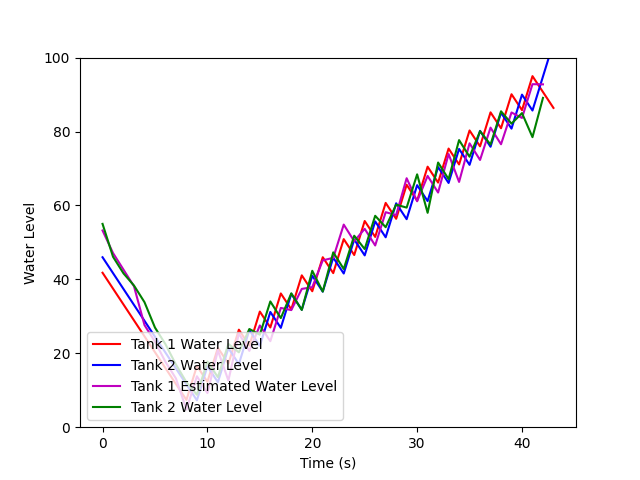 100
80
60
40
20
0
Water Level
Tank 1 Water Level
Tank 2 Water Level
Tank 1 Estimated Water Level
Tank 2 Water Level
0 10 20 30 40
Time (s)